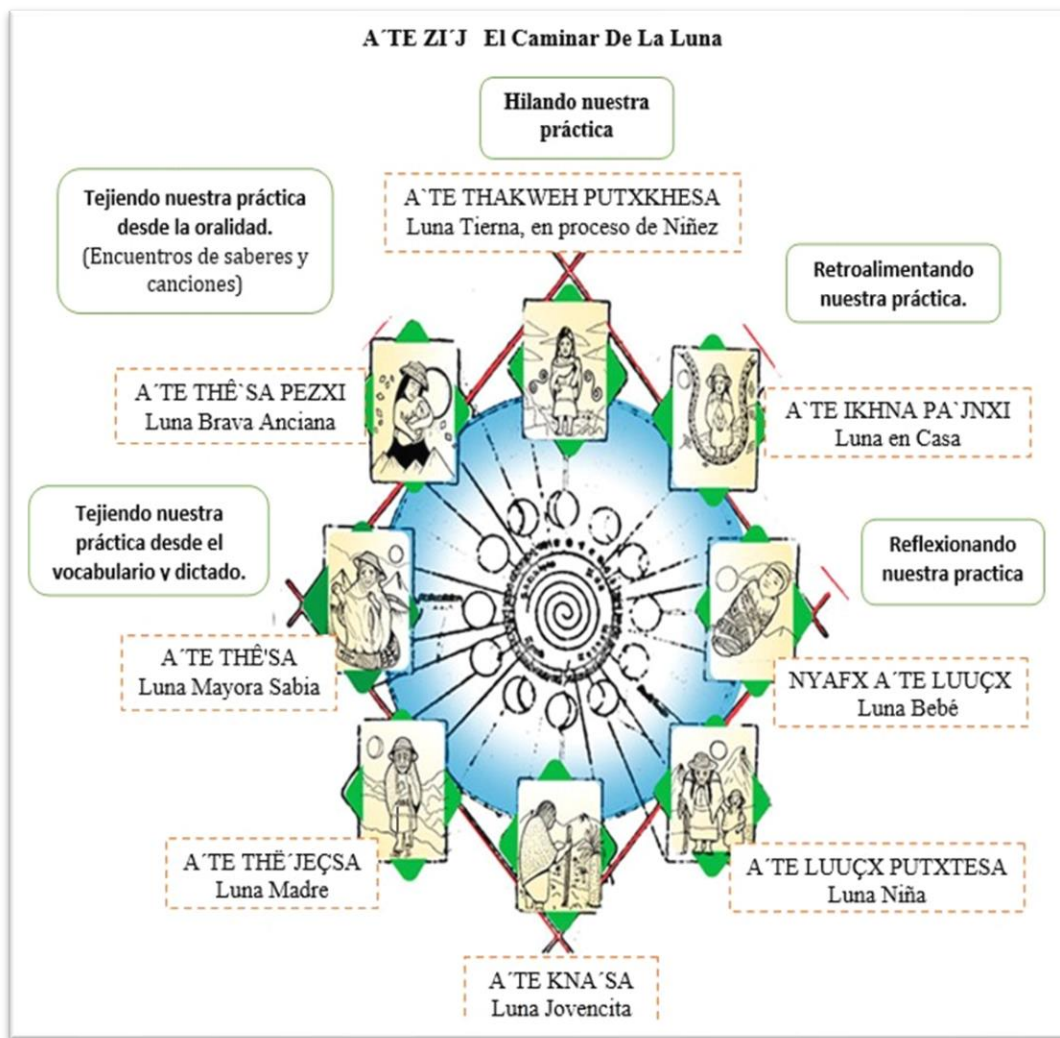 A´TE ZI´J El Caminar De La Luna
Hilando nuestra
práctica
A`TE THAKWEH PUTXKHESA
Luna Tierna, en proceso de Niñez
Tejiendo nuestra práctica
desde la oralidad.
(Encuentros de saberes y
canciones)
Retroalimentando
nuestra práctica.
A´TE THÊ`SA PEZXI
Luna Brava Anciana
A`TE IKHNA PA`JNXI
Luna en Casa
Tejiendo nuestra
práctica desde el
vocabulario y dictado.
Reflexionando
nuestra practica
A´TE THÊ'SA
Luna Mayora Sabia
NYAFX A´TE LUUÇX
Luna Bebé
A´TE THË´JEÇSA
Luna Madre
A´TE LUUÇX PUTXTESA
Luna Niña
A´TE KNA´SA
Luna Jovencita